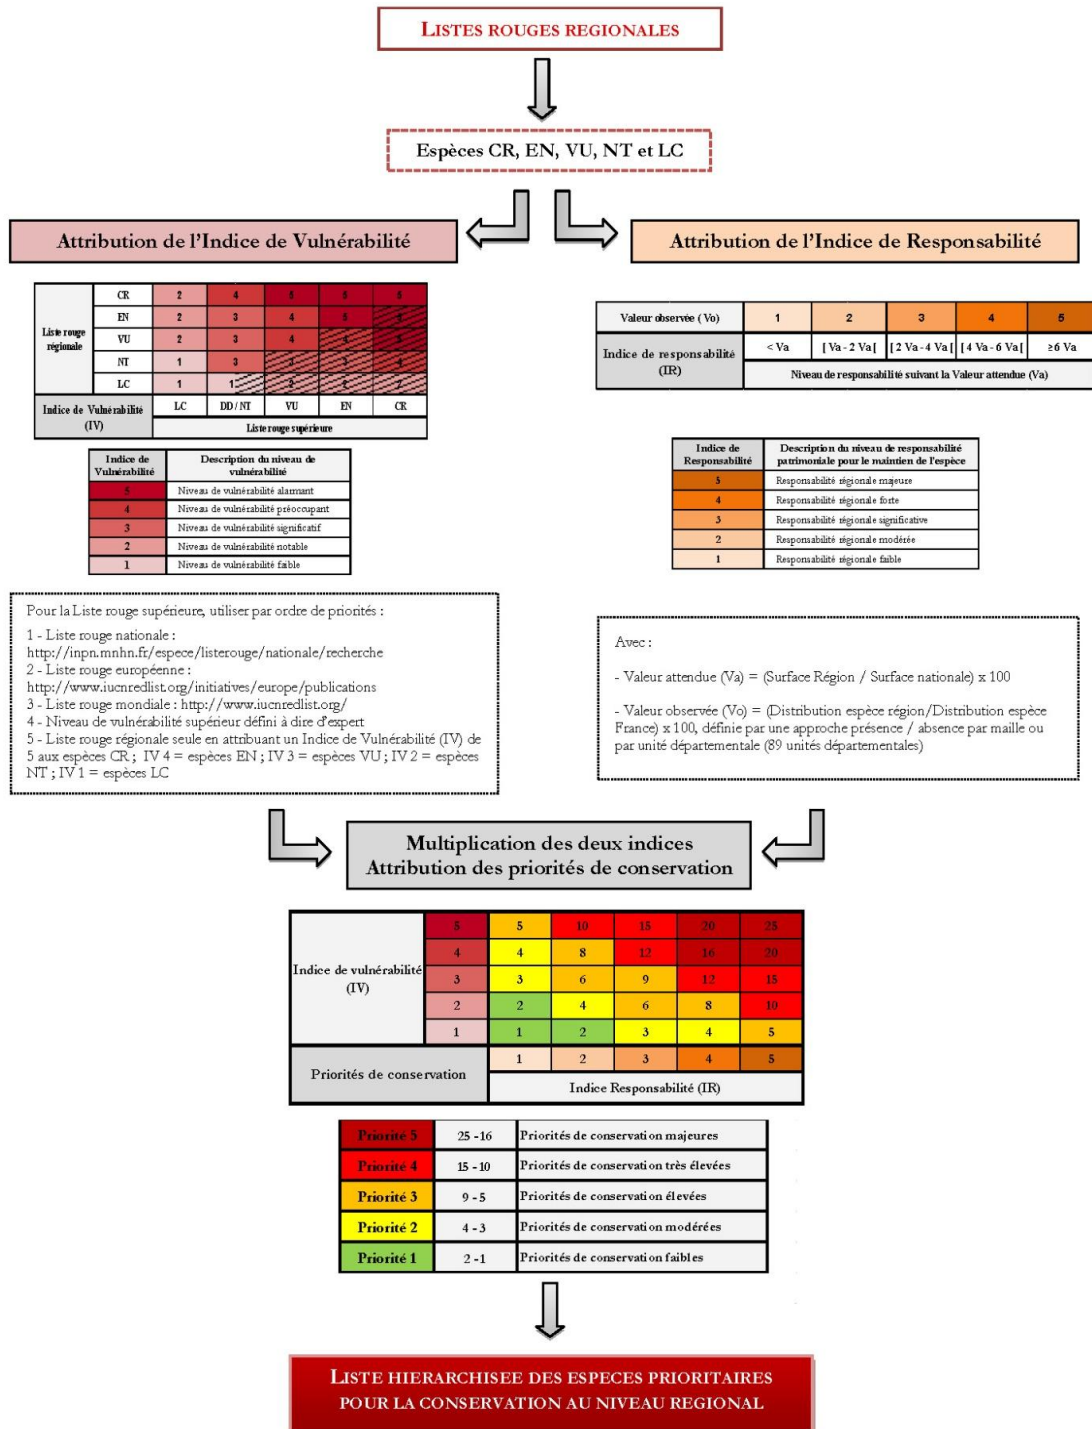 LISTES ROUGES REGIONALES
Espèces CR, EN, VU, NT et LC
Attribution de l'Indice de Vulnérabilité
Attribution de l'Indice de Responsabilité
Liste rouge régionale
CR 2 4 5 5 5
EN 2 3 4 5
VU 2 3 4 4 5
NT 1 3 3 3 4
LC 1 1 2 2 2
Indice de Vulnérabilité (IV)
LC DD / NT VU EN CR
Liste rouge supérieure
Valeur observée (Vo) 1 2 3 4 5
Indice de responsabilité (IR)
< Va [ Va - 2 Va [ [ 2 Va - 4 Va [ [ 4 Va - 6 Va [ ≥6 Va
Niveau de responsabilité suivant la Valeur attendue (Va)
Indice de Vulnérabilité
Description du niveau de vulnérabilité
5 Niveau de vulnérabilité alarmant
4 Niveau de vulnérabilité préoccupant
3 Niveau de vulnérabilité significatif
2 Niveau de vulnérabilité notable
1 Niveau de vulnérabilité faible
Indice de Responsabilité
Description du niveau de responsabilité patrimoniale pour le maintien de l'espèce
5 Responsabilité régionale majeure
4 Responsabilité régionale forte
3 Responsabilité régionale significative
2 Responsabilité régionale modérée
1 Responsabilité régionale faible
Pour la Liste rouge supérieure, utiliser par ordre de priorités :
1 - Liste rouge nationale :
http://inpn.mnhn.fr/espece/listerouge/nationale/recherche
2 - Liste rouge européenne :
http://www.iucnredlist.org/initiatives/europe/publications
3 - Liste rouge mondiale : http://www.iucnredlist.org/
4 - Niveau de vulnérabilité supérieur défini à dire d'expert
5 - Liste rouge régionale seule en attribuant un Indice de Vulnérabilité (IV) de
5 aux espèces CR ; IV 4 = espèces EN ; IV 3 = espèces VU ; IV 2 = espèces
NT ; IV 1 = espèces LC
Avec :
- Valeur attendue (Va) = (Surface Région / Surface nationale) x 100
- Valeur observée (Vo) = (Distribution espèce région/Distribution espèce
France) x 100, définie par une approche présence / absence par maille ou
par unité départementale (89 unités départementales)
Multiplication des deux indices
Attribution des priorités de conservation
Indice de vulnérabilité (IV)
5 5 10 15 20 25
4 4 8 12 16 20
3 3 6 9 12 15
2 2 4 6 8 10
1 1 2 3 4 5
Priorités de conservation
1 2 3 4 5
Indice Responsabilité (IR)
Priorité 5 25 - 16 Priorités de conservation majeures
Priorité 4 15 - 10 Priorités de conservation très élevées
Priorité 3 9 - 5 Priorités de conservation élevées
Priorité 2 4 - 3 Priorités de conservation modérées
Priorité 1 2 - 1 Priorités de conservation faibles
LISTE HIERARCHISEE DES ESPECES PRIORITAIRES
POUR LA CONSERVATION AU NIVEAU REGIONAL